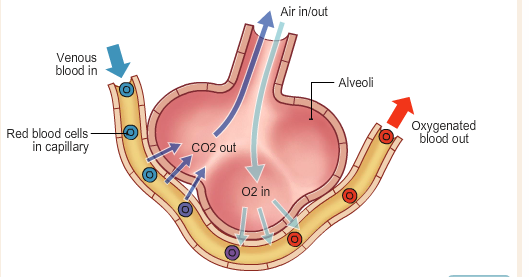 Air in/out
Venous
blood in
Alveoli
Red blood cells
in capillary
Oxygenated
blood out
CO2 out
O2 in